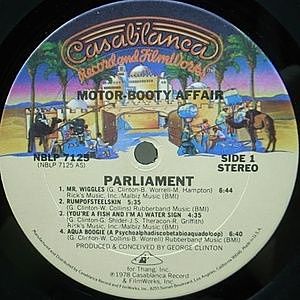 Casablanca
Record and FilmWorks
MOTOR-BOOTY AFFAIR
NBLP 7125
(NBLP 7125 AS)
SIDE 1
STEREO
PARLIAMENT
1. MR. WIGGLES (G. Clinton-B. Worrell-M. Hampton) 6:44
Rick's Music, Inc./Malbiz Music (BMI)
2. RUMPOFSTEELSKIN 5:35
(G. Clinton-W. Collins) Rubberband Music (BMI)
3. (YOU'RE A FISH AND I'M A) WATER SIGN 4:35
(G. Clinton-G. Shider-J.S. Theracon-R. Griffith)
Rick's Music, Inc./Malbiz Music (BMI)
4. AQUA BOOGIE (A Psychoalphadiscobetabioaquadoloop) 6:40
(G. Clinton-W. Collins-B. Worrell) Rubberband Music (BMI)
PRODUCED & CONCEIVED BY GEORGE CLINTON
for Thang, Inc.
℗ 1978 Casablanca Record
& FilmWorks, Inc.